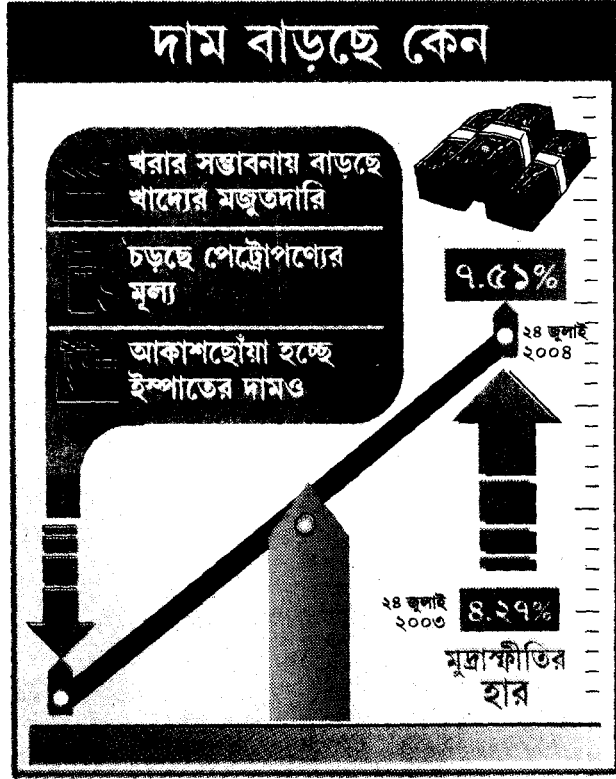 দাম বাড়ছে কেন
খরার সম্ভাবনায় বাড়ছে
খাদ্যের মজুতদারি
চড়ছে পেট্রোপণ্যের
মূল্য
আকাশছোঁয়া হচ্ছে
ইস্পাতের দামও
৭.৫১%
২৪ জুলাই
২০০৪
২৪ জুলাই
২০০৩
৪.২৭%
মুদ্রাস্ফীতির
হার